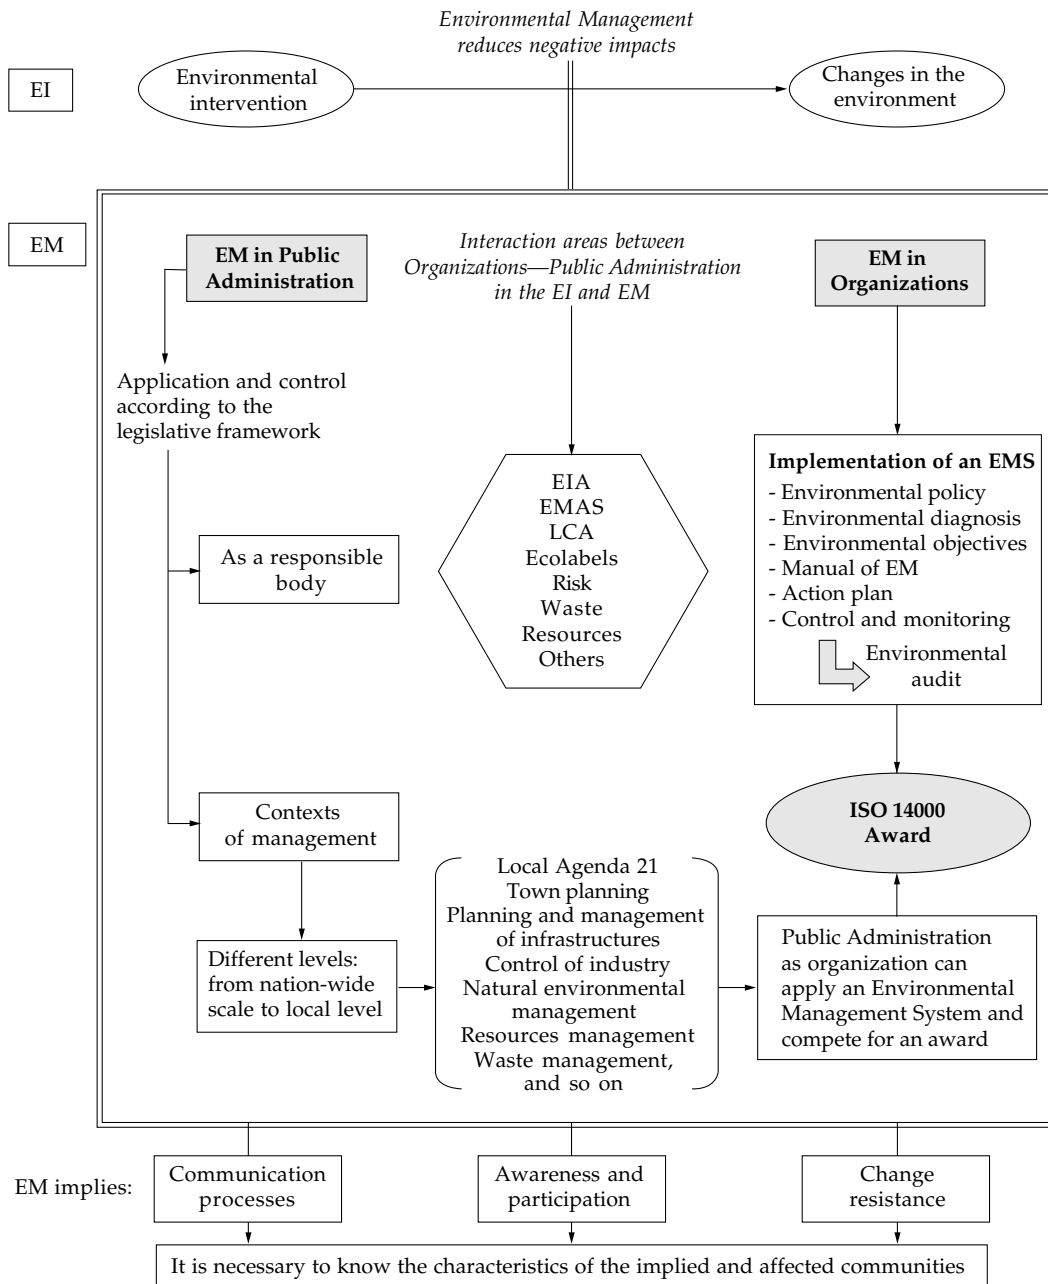 Environmental Management
reduces negative impacts
EI
Environmental
intervention
Changes in the
environment
EM
EM in Public
Administration
Interaction areas between
Organizations—Public Administration
in the EI and EM
EM in
Organizations
Application and control
according to the
legislative framework
As a responsible
body
EIA
EMAS
LCA
Ecolabels
Risk
Waste
Resources
Others
Implementation of an EMS
- Environmental policy
- Environmental diagnosis
- Environmental objectives
- Manual of EM
- Action plan
- Control and monitoring
Environmental
audit
Contexts
of management
ISO 14000
Award
Different levels:
from nation-wide
scale to local level
Local Agenda 21
Town planning
Planning and management
of infrastructures
Control of industry
Natural environmental
management
Resources management
Waste management,
and so on
Public Administration
as organization can
apply an Environmental
Management System and
compete for an award
EM implies:
Communication
processes
Awareness and
participation
Change
resistance
It is necessary to know the characteristics of the implied and affected communities